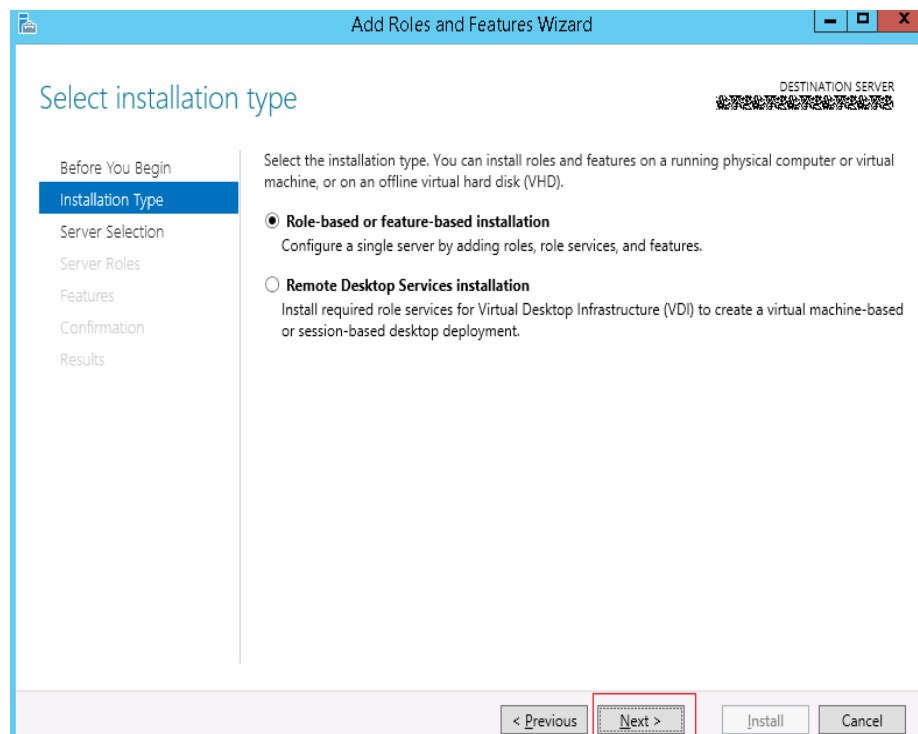 Add Roles and Features Wizard
X
Select installation type
DESTINATION SERVER
Before You Begin
Installation Type
Server Selection
Server Roles
Features
Confirmation
Results
Select the installation type. You can install roles and features on a running physical computer or virtual
machine, or on an offline virtual hard disk (VHD).
Role-based or feature-based installation
Configure a single server by adding roles, role services, and features.
Remote Desktop Services installation
Install required role services for Virtual Desktop Infrastructure (VDI) to create a virtual machine-based
or session-based desktop deployment.
< Previous
Next >
Install
Cancel